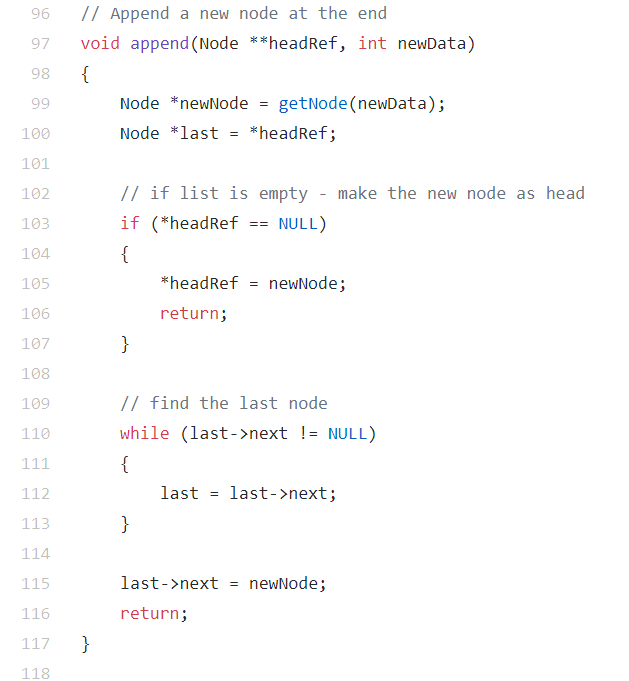 96 // Append a new node at the end
97 void append(Node **headRef, int newData)
98 {
99     Node *newNode = getNode(newData);
100     Node *last = *headRef;
101
102     // if list is empty - make the new node as head
103     if (*headRef == NULL)
104     {
105         *headRef = newNode;
106         return;
107     }
108
109     // find the last node
110     while (last->next != NULL)
111     {
112         last = last->next;
113     }
114
115     last->next = newNode;
116     return;
117 }
118